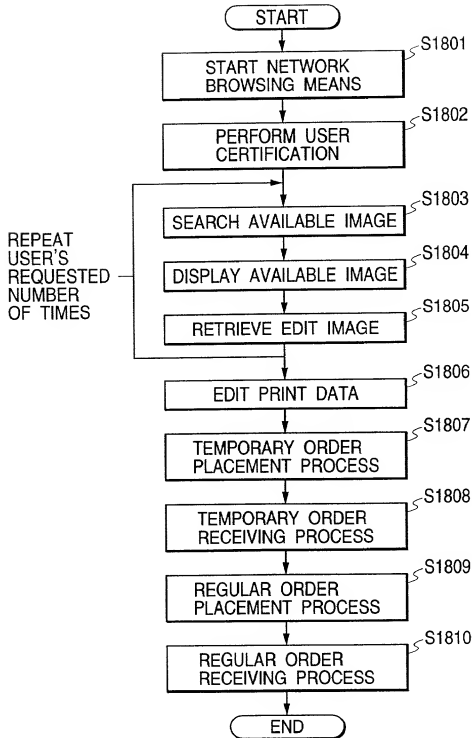 START
S1801
START NETWORK
BROWSING MEANS
S1802
PERFORM USER
CERTIFICATION
S1803
SEARCH AVAILABLE IMAGE
REPEAT
USER'S
REQUESTED
NUMBER
OF TIMES
S1804
DISPLAY AVAILABLE IMAGE
S1805
RETRIEVE EDIT IMAGE
S1806
EDIT PRINT DATA
S1807
TEMPORARY ORDER
PLACEMENT PROCESS
S1808
TEMPORARY ORDER
RECEIVING PROCESS
S1809
REGULAR ORDER
PLACEMENT PROCESS
S1810
REGULAR ORDER
RECEIVING PROCESS
END